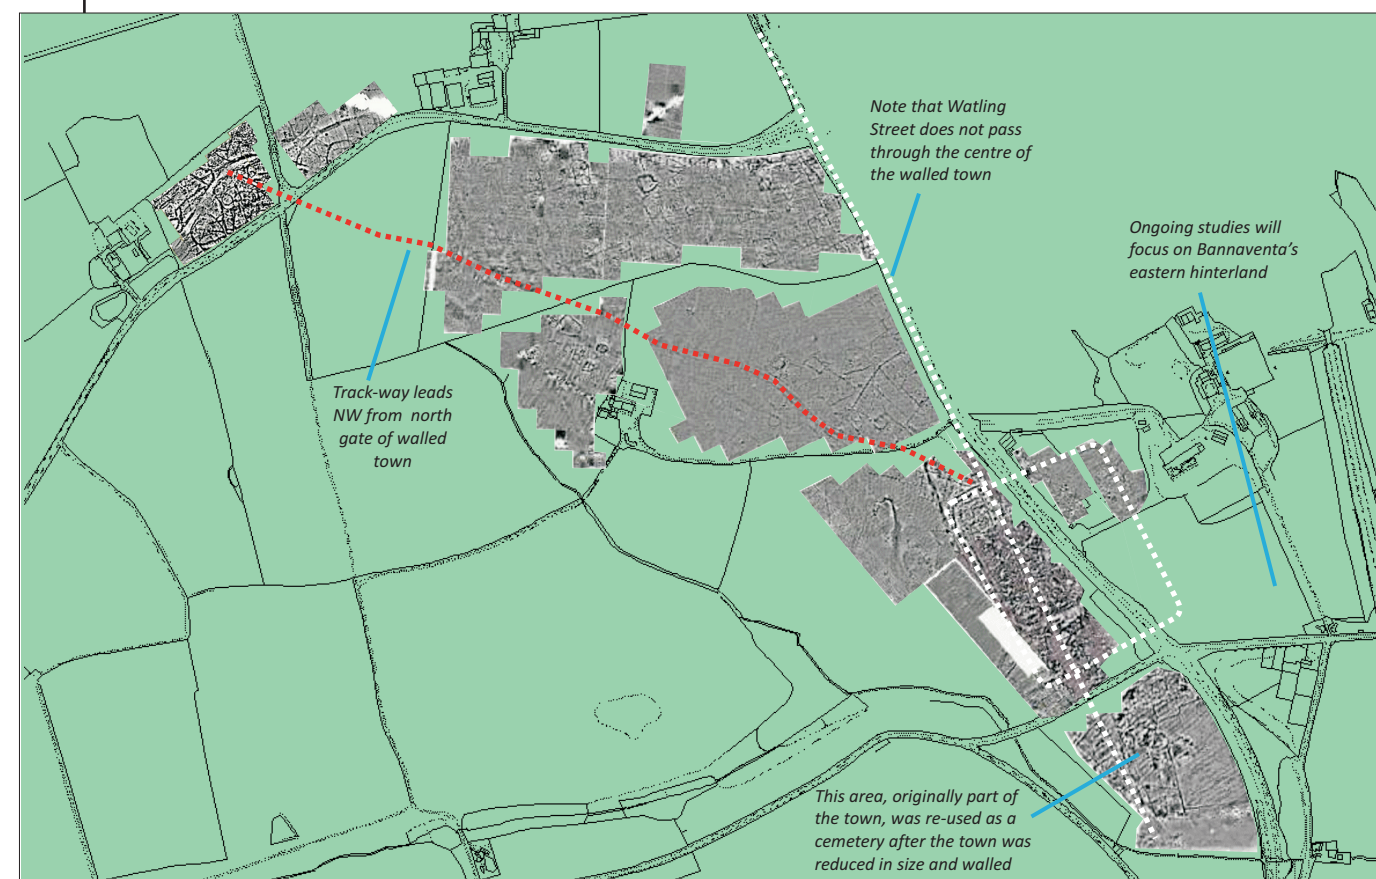 Note that Watling
Street does not pass
through the centre of
the walled town
Ongoing studies will
focus on Bannaventa's
eastern hinterland
Track-way leads
NW from north
gate of walled
town
This area, originally part of
the town, was re-used as a
cemetery after the town was
reduced in size and walled